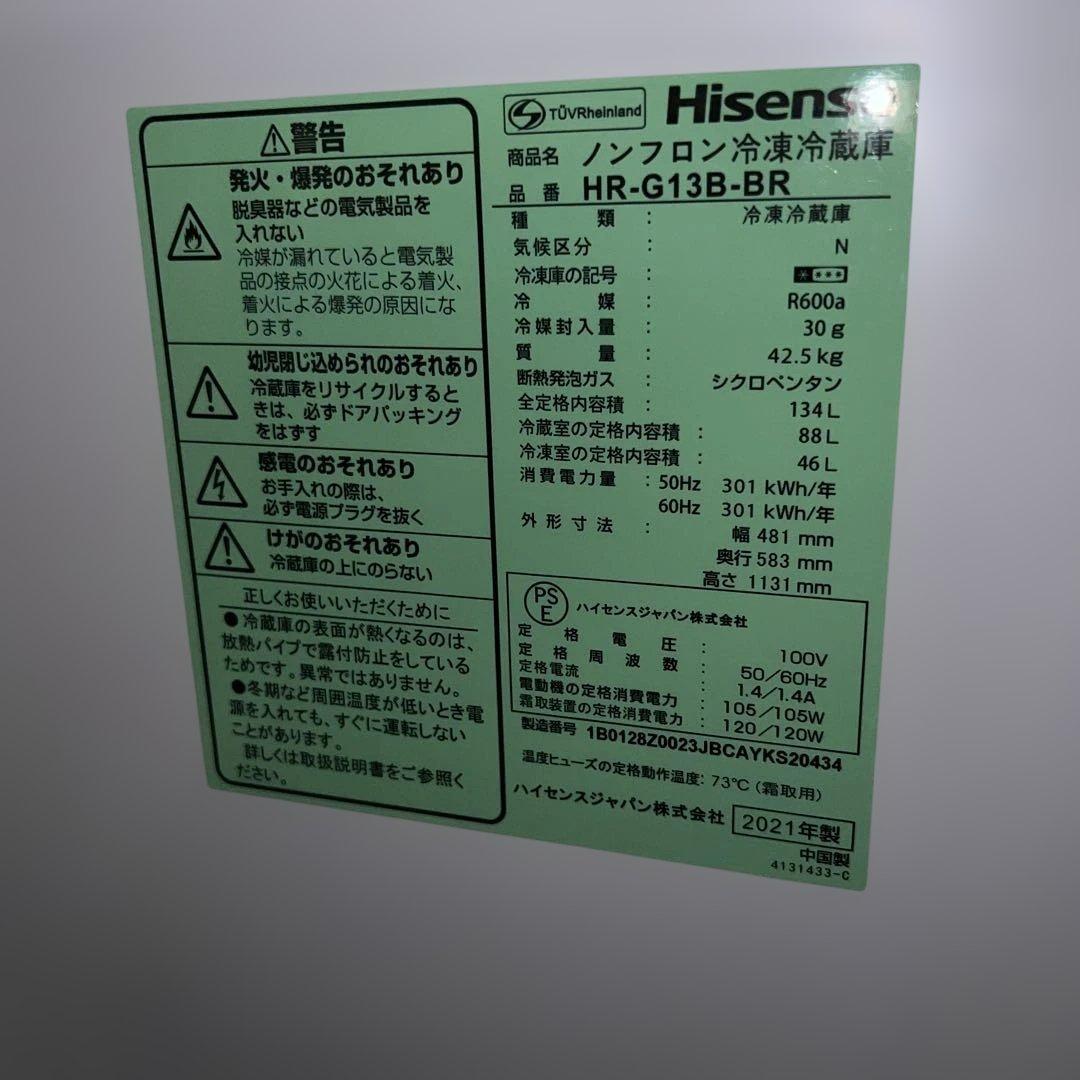 ⚠警告
発火・爆発のおそれあり
脱臭器などの電気製品を
入れない
冷媒が漏れていると電気製
品の接点の火花による着火、
着火による爆発の原因にな
ります。
幼児閉じ込められのおそれあり
冷蔵庫をリサイクルすると
きは、必ずドアパッキング
をはずす
感電のおそれあり
お手入れの際は、
必ず電源プラグを抜く
けがのおそれあり
冷蔵庫の上にのらない
正しくお使いいただくために
●冷蔵庫の表面が熱くなるのは、
放熱パイプで露付防止をしている
ためです。異常ではありません。
●冬期など周囲温度が低いとき電
源を入れても、すぐに運転しない
ことがあります。
詳しくは取扱説明書をご参照く
ださい。
TÜVRheinland Hisense
商品名 ノンフロン冷凍冷蔵庫
品番 HR-G13B-BR
種類 : 冷凍冷蔵庫
気候区分 : N
冷凍庫の記号 : * ***
冷媒 : R600a
冷媒封入量 : 30g
質量 : 42.5kg
断熱発泡ガス : シクロペンタン
全定格内容積 : 134L
冷蔵室の定格内容積 : 88L
冷凍室の定格内容積 : 46L
消費電力量 : 50Hz 301 kWh/年
60Hz 301 kWh/年
外形寸法 : 幅 481 mm
奥行 583 mm
高さ 1131mm
PSE ハイセンスジャパン株式会社
定格電圧 : 100V
定格周波数 : 50/60Hz
定格電流 : 1.4/1.4A
電動機の定格消費電力 : 105/105W
霜取装置の定格消費電力 : 120/120W
製造番号 1B0128Z0023JBCAYKS20434
温度ヒューズの定格動作温度: 73℃(霜取用)
ハイセンスジャパン株式会社 2021年製
中国製
4131433-C